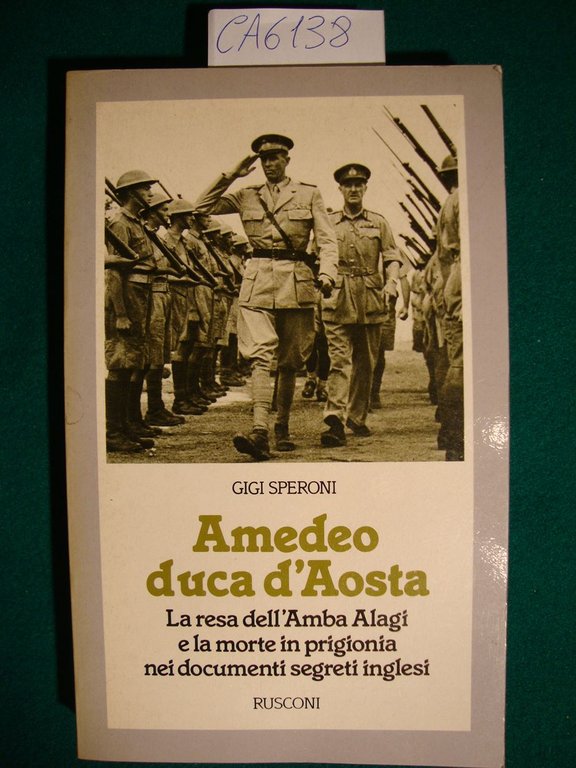 CA6138
GIGI SPERONI
Amedeo
duca d'Aosta
La resa dell'Amba Alagi
e la morte in prigionia
nei documenti segreti inglesi
RUSCONI